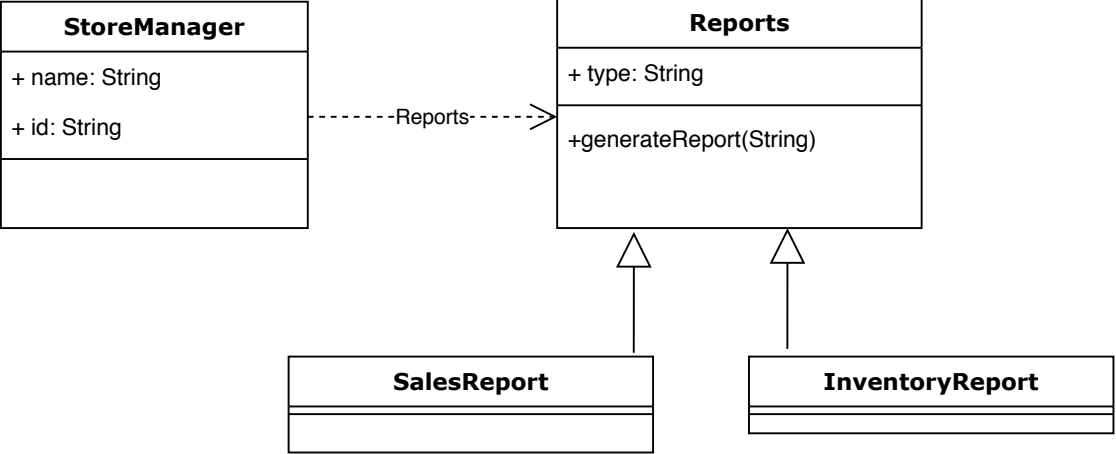 StoreManager
+ name: String
+ id: String
Reports
Reports
+ type: String
+generateReport(String)
SalesReport
InventoryReport